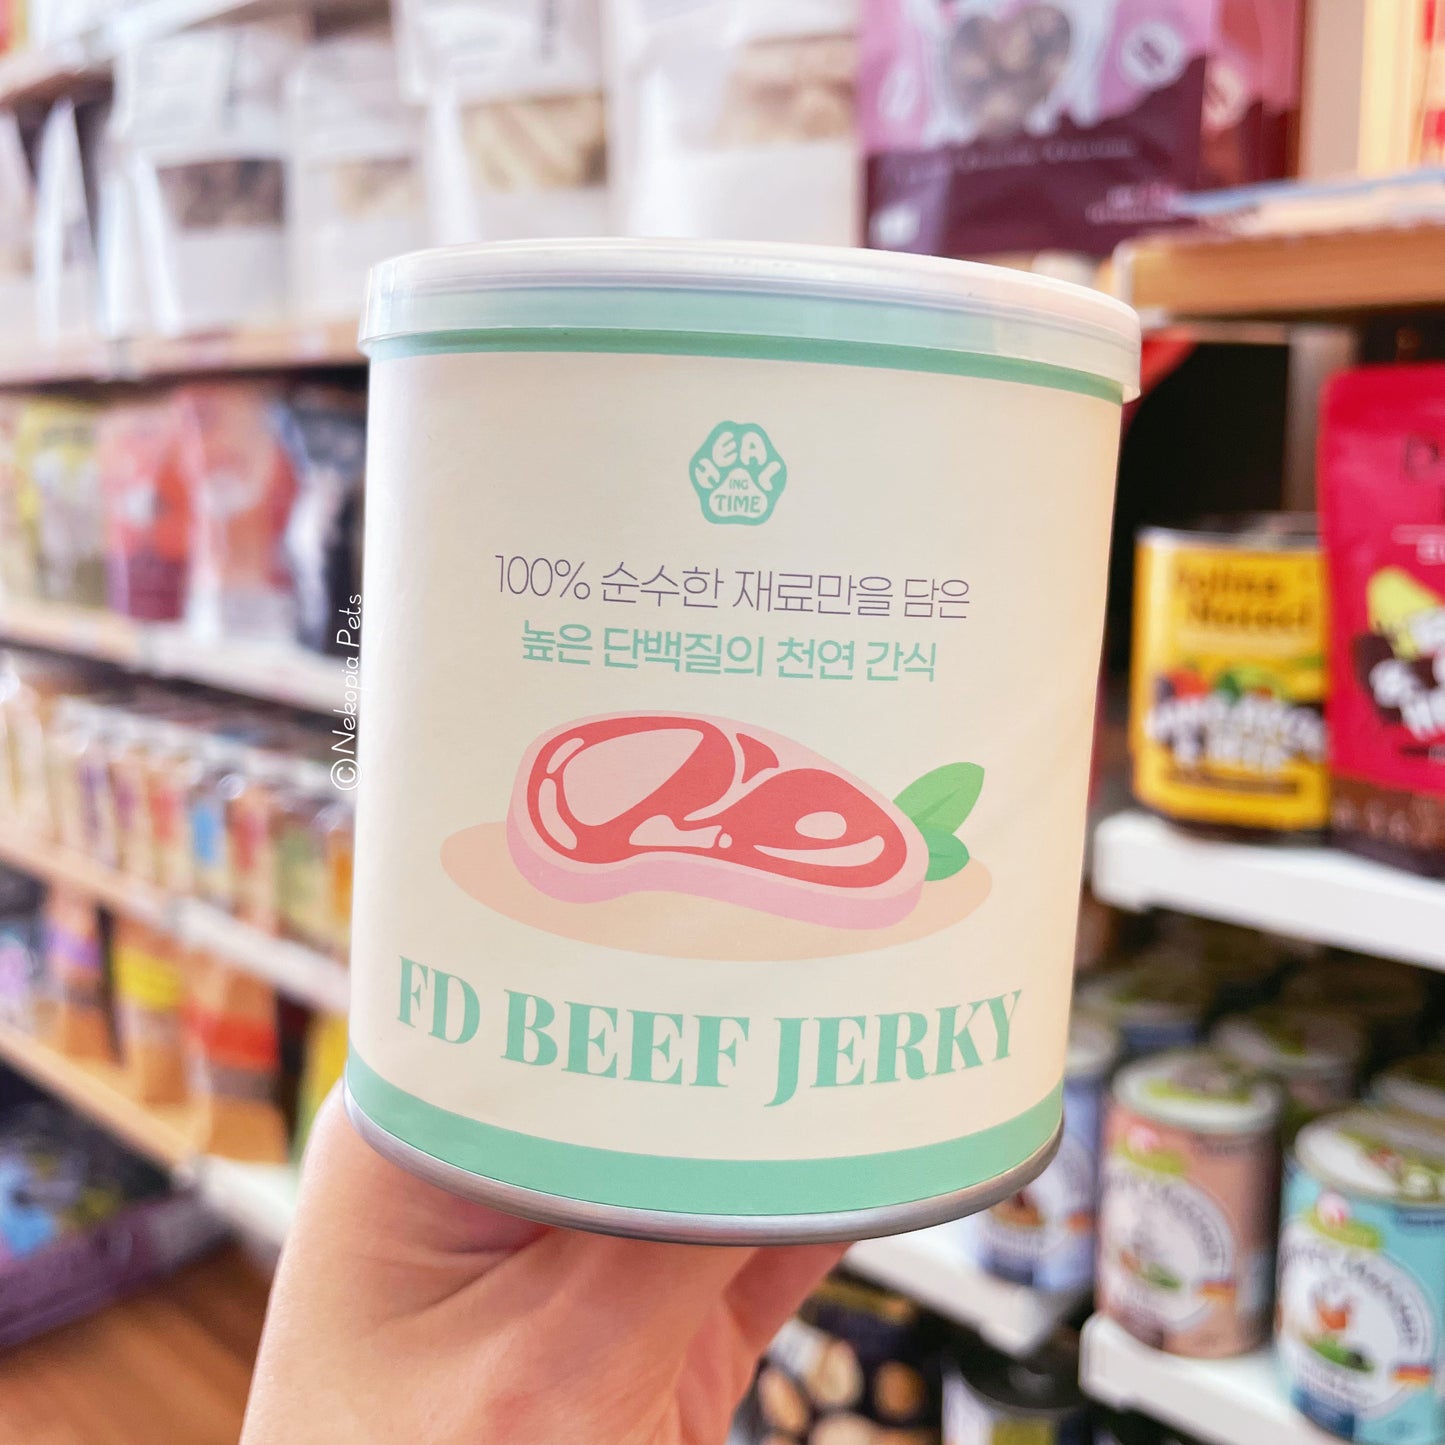 HEAL
ING
TIME
100% 순수한 재료만을 담은
높은 단백질의 천연 간식
FD BEEF JERKY
©Nekopia Pets